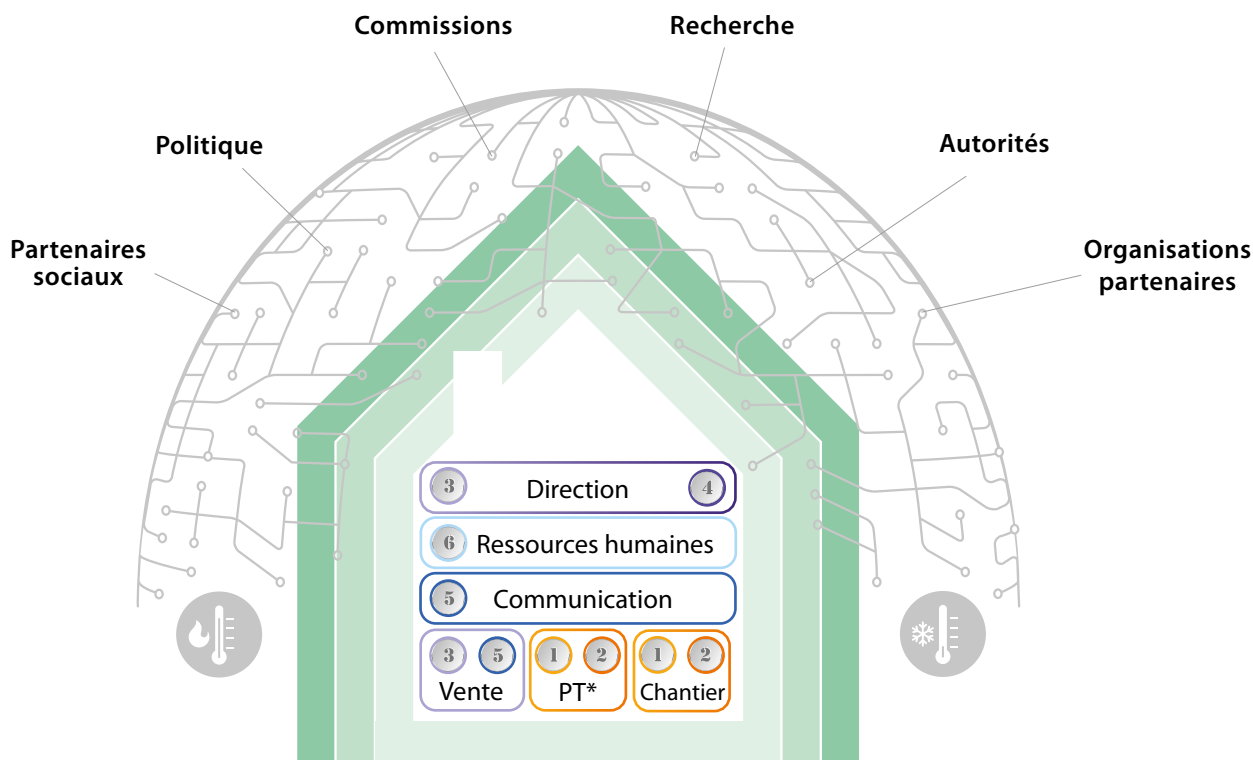 Commissions
Recherche
Politique
Autorités
Partenaires
sociaux
Organisations
partenaires
3 Direction 4
6 Ressources humaines
5 Communication
3 5 1 2 1 2
Vente PT* Chantier